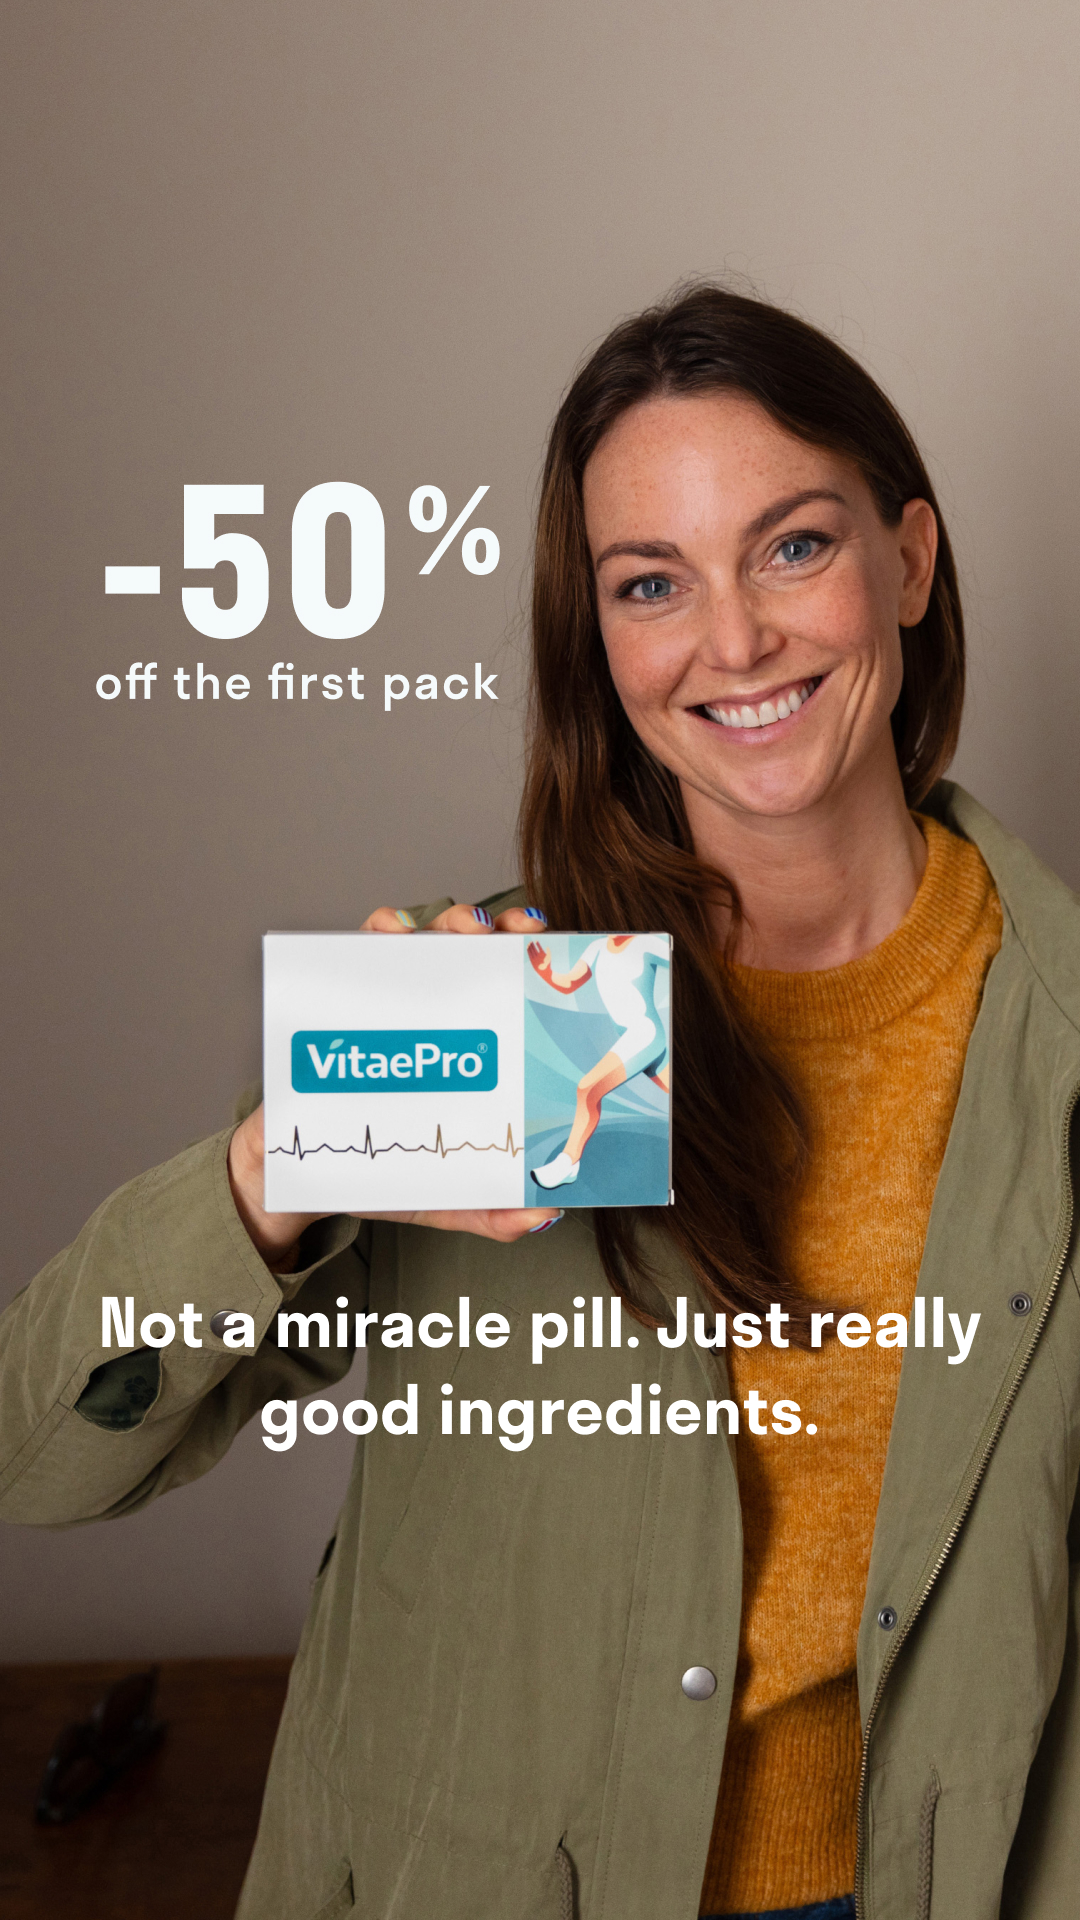 -50%
off the first pack
VitaePro®
Not a miracle pill. Just really
good ingredients.